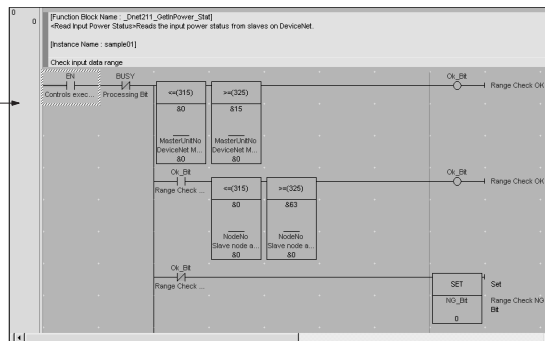 0
0
[Function Block Name : _Dnet211_GetInPower_Stat]
<Read Input Power Status>Reads the input power status from slaves on DeviceNet.
[Instance Name : sample01]
Check input data range
EN
BUSY
Ok_Bit
Controls exec...
Processing Bit
<=(315)
>=(325)
Range Check OK
&0
&15
MasterUnitNo
MasterUnitNo
DeviceNet M...
DeviceNet M...
&0
&0
Ok_Bit
Ok_Bit
Range Check ...
<=(315)
>=(325)
Range Check OK
&0
&63
NodeNo
NodeNo
Slave node a...
Slave node a...
&0
&0
Ok_Bit
Range Check ...
SET
Set
NG_Bit
Range Check NG
Bit
0